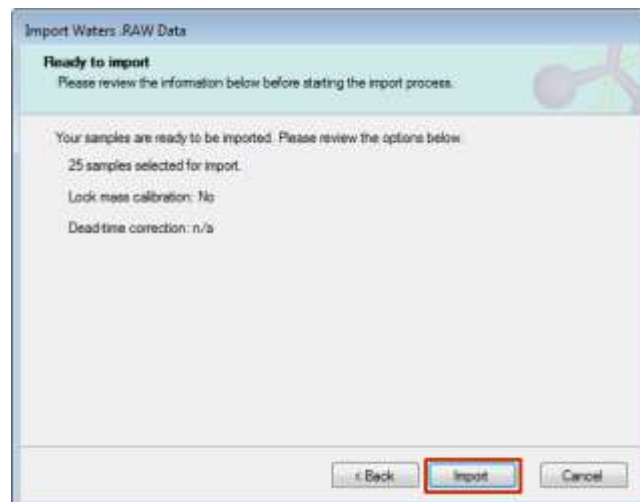 Import Waters .RAW Data
Ready to import
Please review the information below before starting the import process.
Your samples are ready to be imported. Please review the options below.
25 samples selected for import.
Lock mass calibration: No
Dead-time correction: n/a
< Back
Import
Cancel